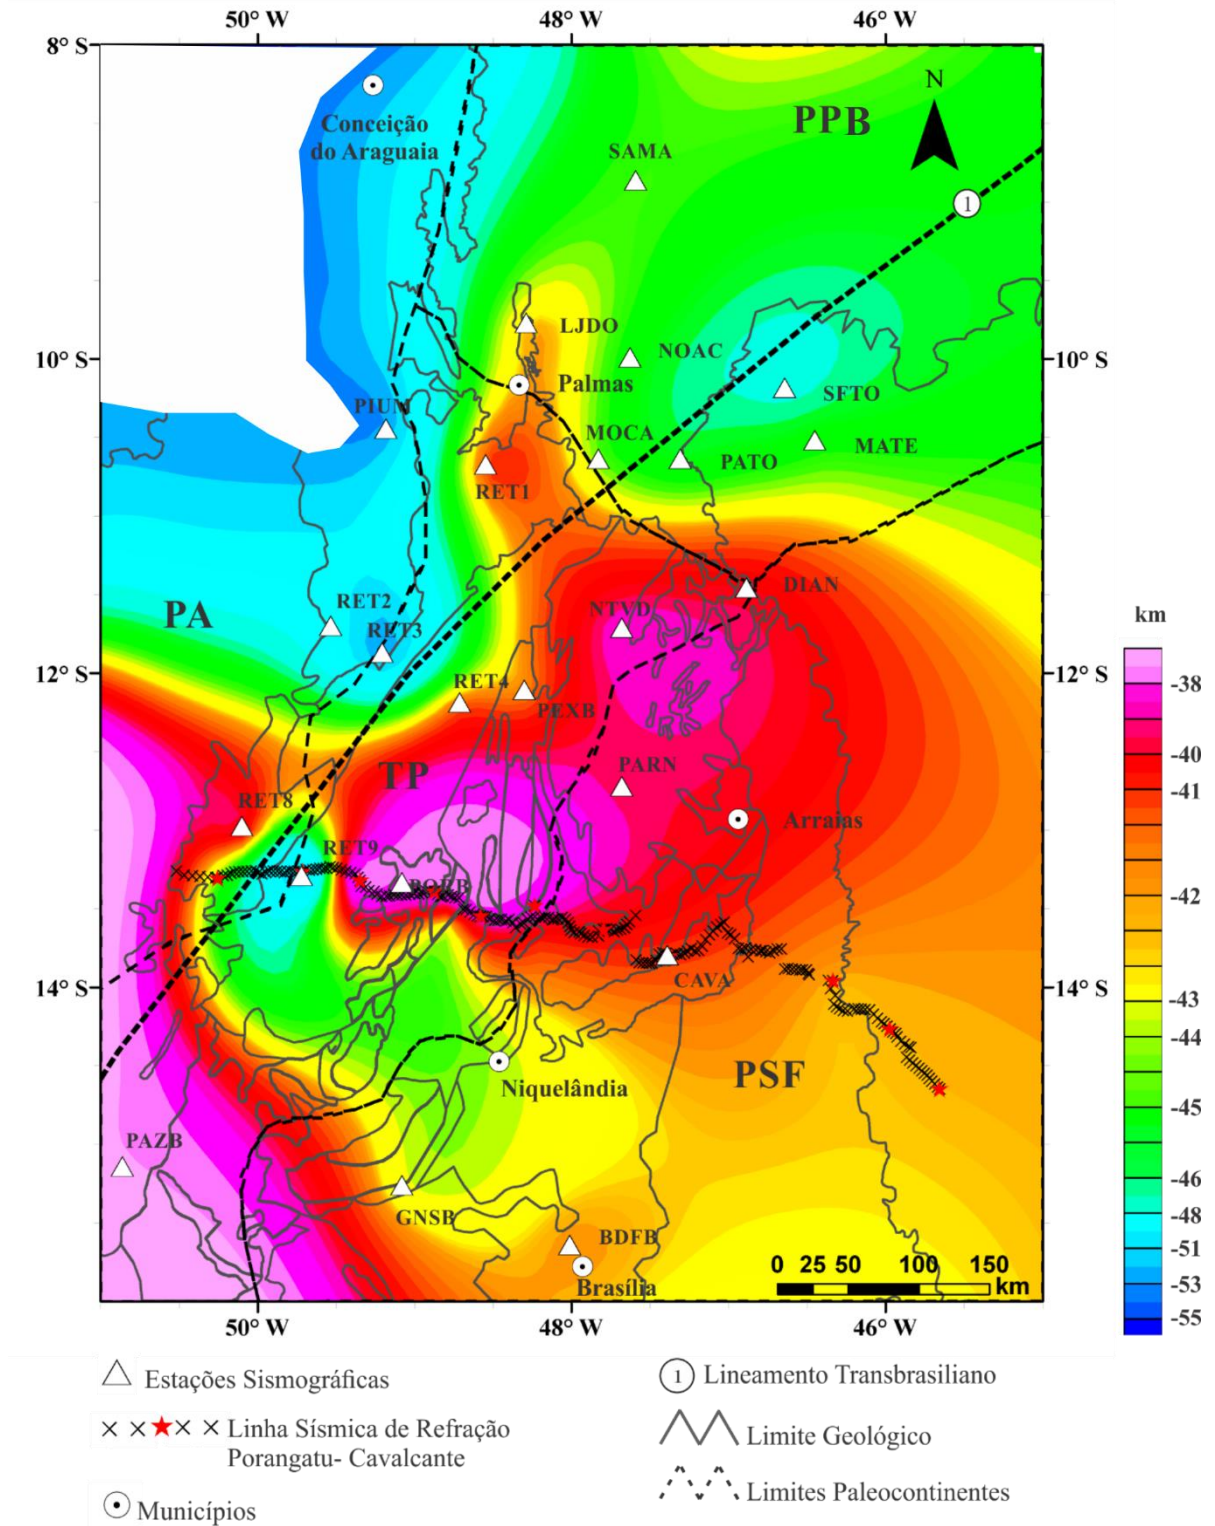 50° W 48° W 46° W
8° S
N
PPB
Conceição
do Araguaia
SAMA
1
LJDO
10° S
NOAC
10° S
Palmas
SFTO
PIUM
MOCA
MATE
PATO
RET1
DIAN
RET2
NTVD
PA
km
RET3
12° S
12° S
RET4
-38
PEXB
TP
PARN
-40
-41
RET8
Arraias
RET9
PORB
-42
CAVA
14° S
14° S
-43
-44
PSF
Niquelândia
-45
PAZB
-46
GNSB
-48
BDFB
-51
0 25 50 100 150
km
-53
Brasília
-55
50° W 48° W 46° W
Estações Sismográficas
1 Lineamento Transbrasiliano
Linha Sísmica de Refração
Porangatu- Cavalcante
Limite Geológico
Limites Paleocontinentes
Municípios